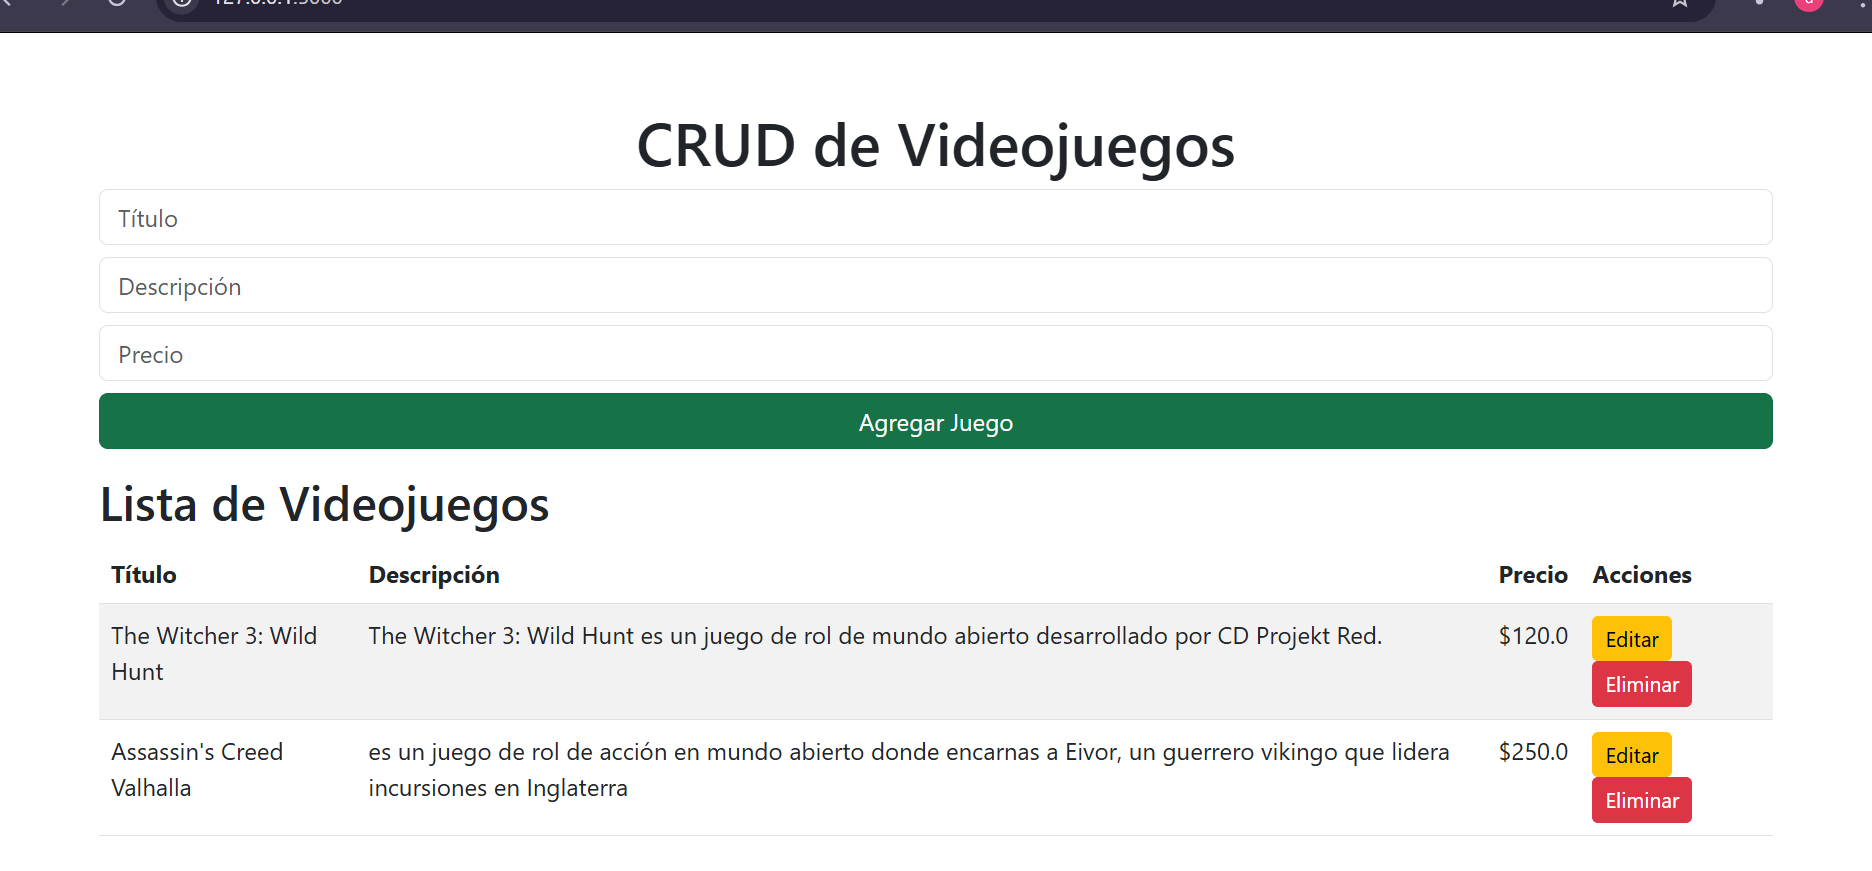 CRUD de Videojuegos
Título
Descripción
Precio
Agregar Juego
Lista de Videojuegos
Título Descripción Precio Acciones
The Witcher 3: Wild Hunt es un juego de rol de mundo abierto desarrollado por CD Projekt Red. $120.0 Editar
The Witcher 3: Wild
Hunt
Eliminar
Assassin's Creed
Valhalla
es un juego de rol de acción en mundo abierto donde encarnas a Eivor, un guerrero vikingo que lidera
incursiones en Inglaterra
$250.0
Editar
Eliminar